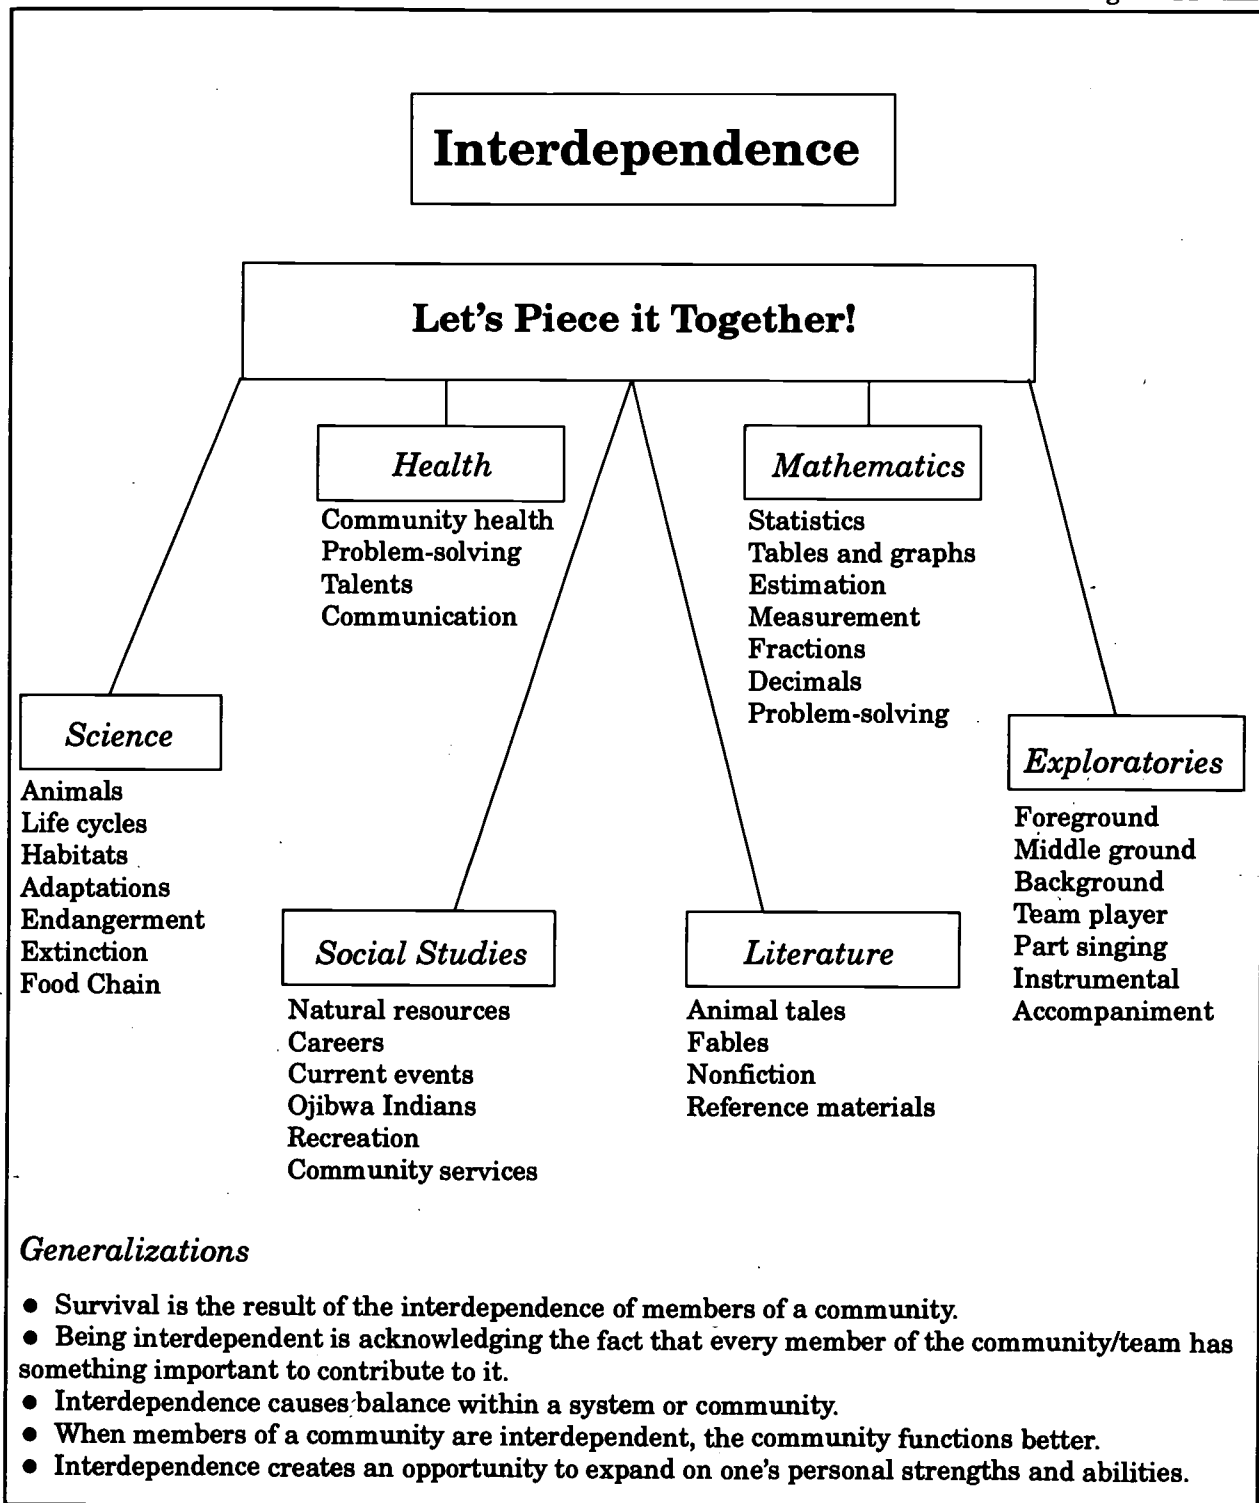 Interdependence
Let's Piece it Together!
Health
Community health
Problem-solving
Talents
Communication
Mathematics
Statistics
Tables and graphs
Estimation
Measurement
Fractions
Decimals
Problem-solving
Science
Animals
Life cycles
Habitats
Adaptations
Endangerment
Extinction
Food Chain
Exploratories
Foreground
Middle ground
Background
Team player
Part singing
Instrumental
Accompaniment
Social Studies
Natural resources
Careers
Current events
Ojibwa Indians
Recreation
Community services
Literature
Animal tales
Fables
Nonfiction
Reference materials
Generalizations
● Survival is the result of the interdependence of members of a community.
● Being interdependent is acknowledging the fact that every member of the community/team has
something important to contribute to it.
● Interdependence causes balance within a system or community.
● When members of a community are interdependent, the community functions better.
● Interdependence creates an opportunity to expand on one's personal strengths and abilities.